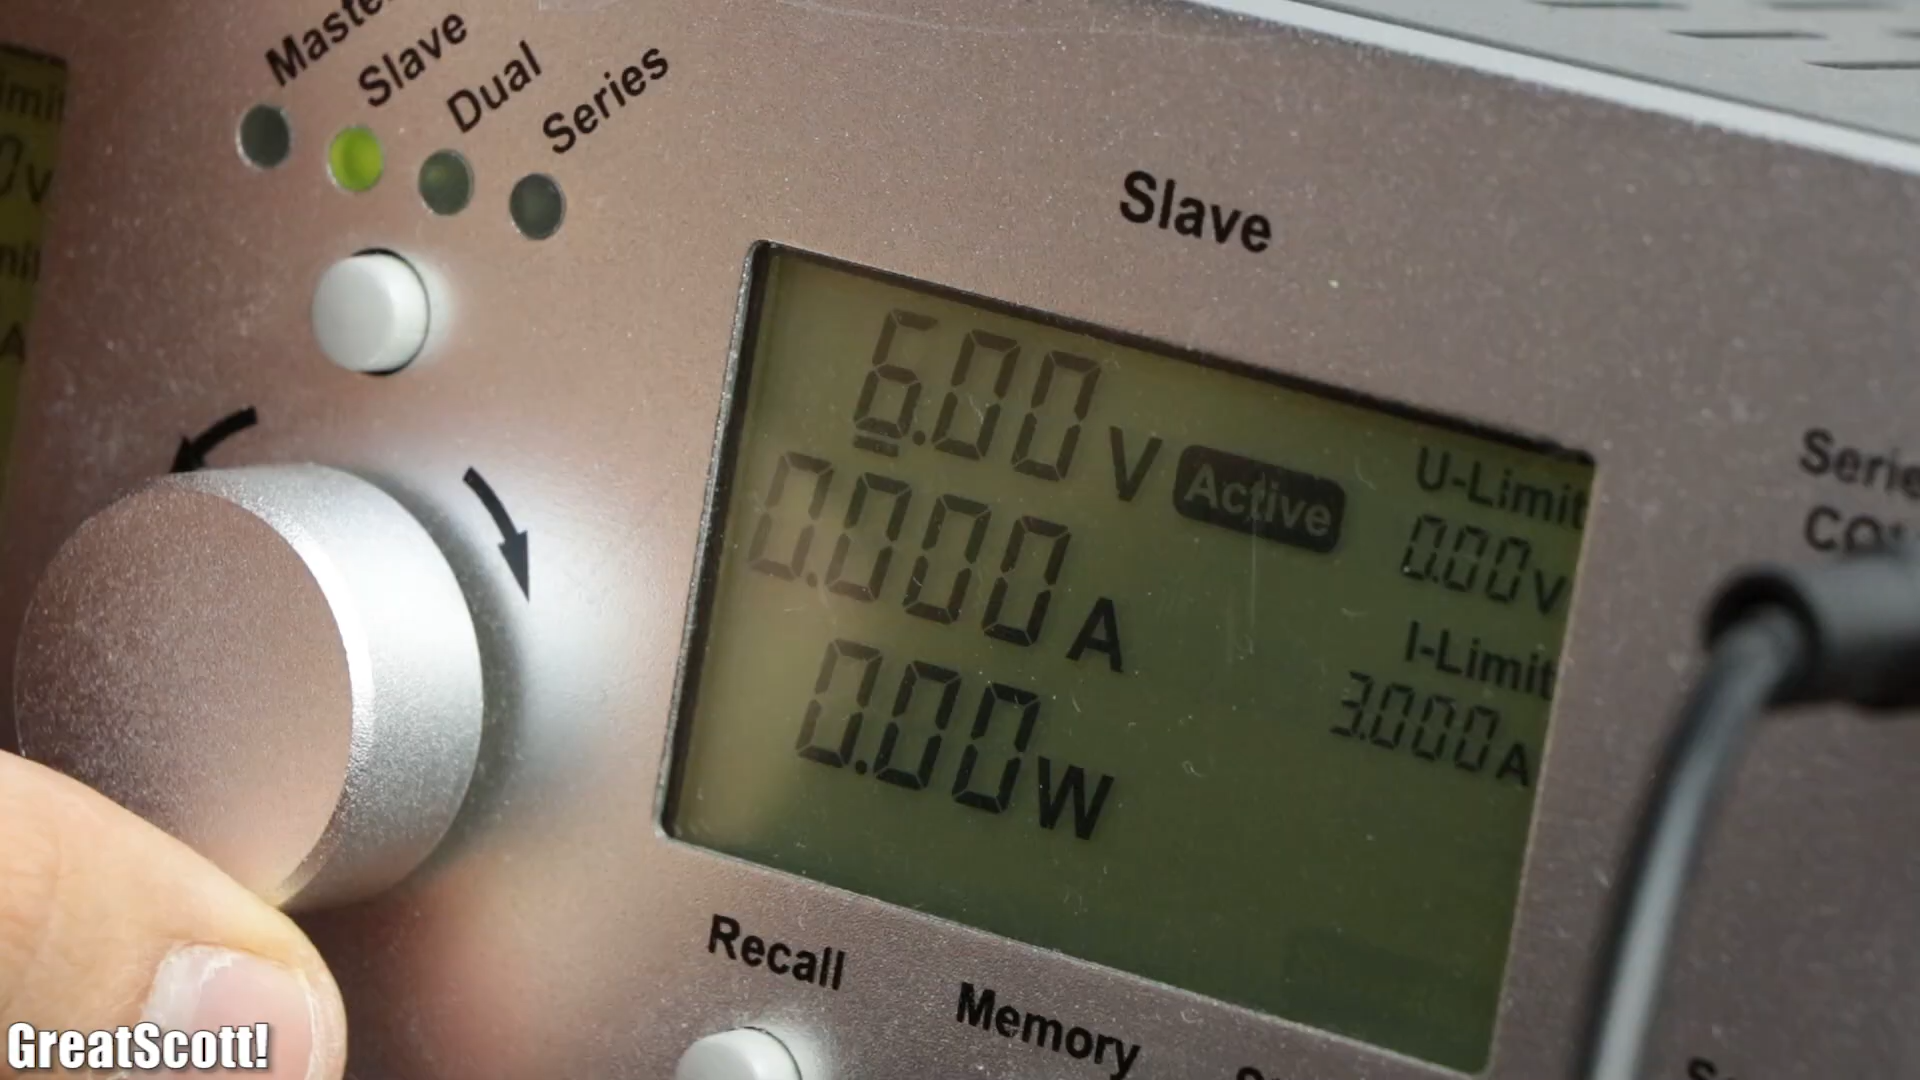 Slave
Dual
Series
Slave
6.00 V
Active
U-Limit
0.00 V
0.000 A
I-Limit
3.000 A
0.00 W
Recall
Memory
GreatScott!